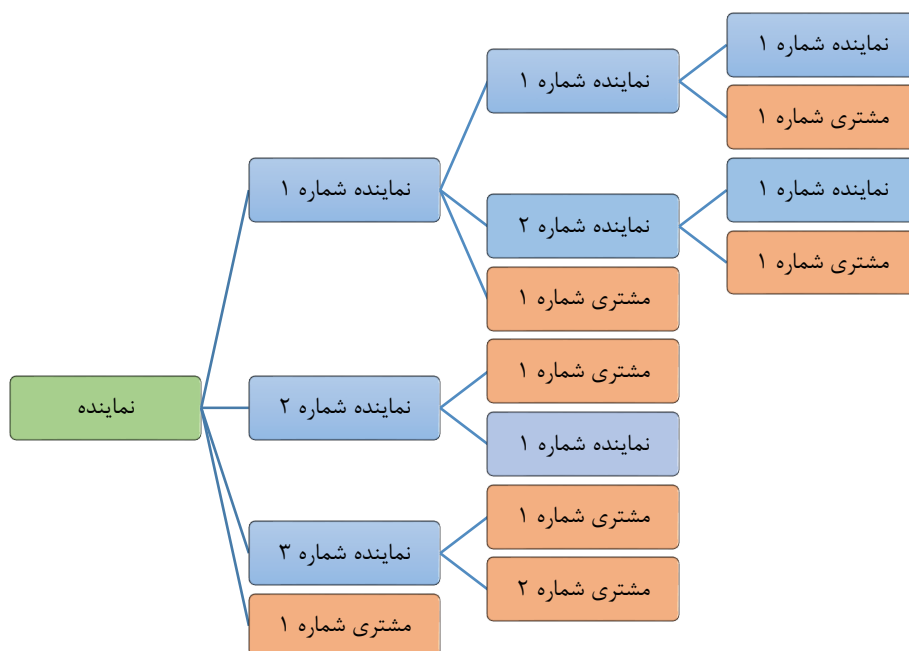 نماینده شماره ۱
نماینده شماره ۱
مشتری شماره ۱
نماینده شماره ۱
نماینده شماره ۱
نماینده شماره ۲
مشتری شماره ۱
مشتری شماره ۱
مشتری شماره ۱
نماینده
نماینده شماره ۲
نماینده شماره ۱
مشتری شماره ۱
نماینده شماره ۳
مشتری شماره ۲
مشتری شماره ۱